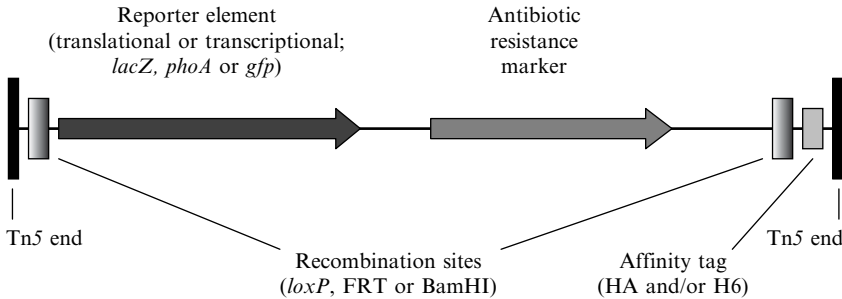 Reporter element
(translational or transcriptional;
lacZ, phoA or gfp)
Antibiotic
resistance
marker
Tn5 end
Recombination sites
(loxP, FRT or BamHI)
Affinity tag
(HA and/or H6)
Tn5 end